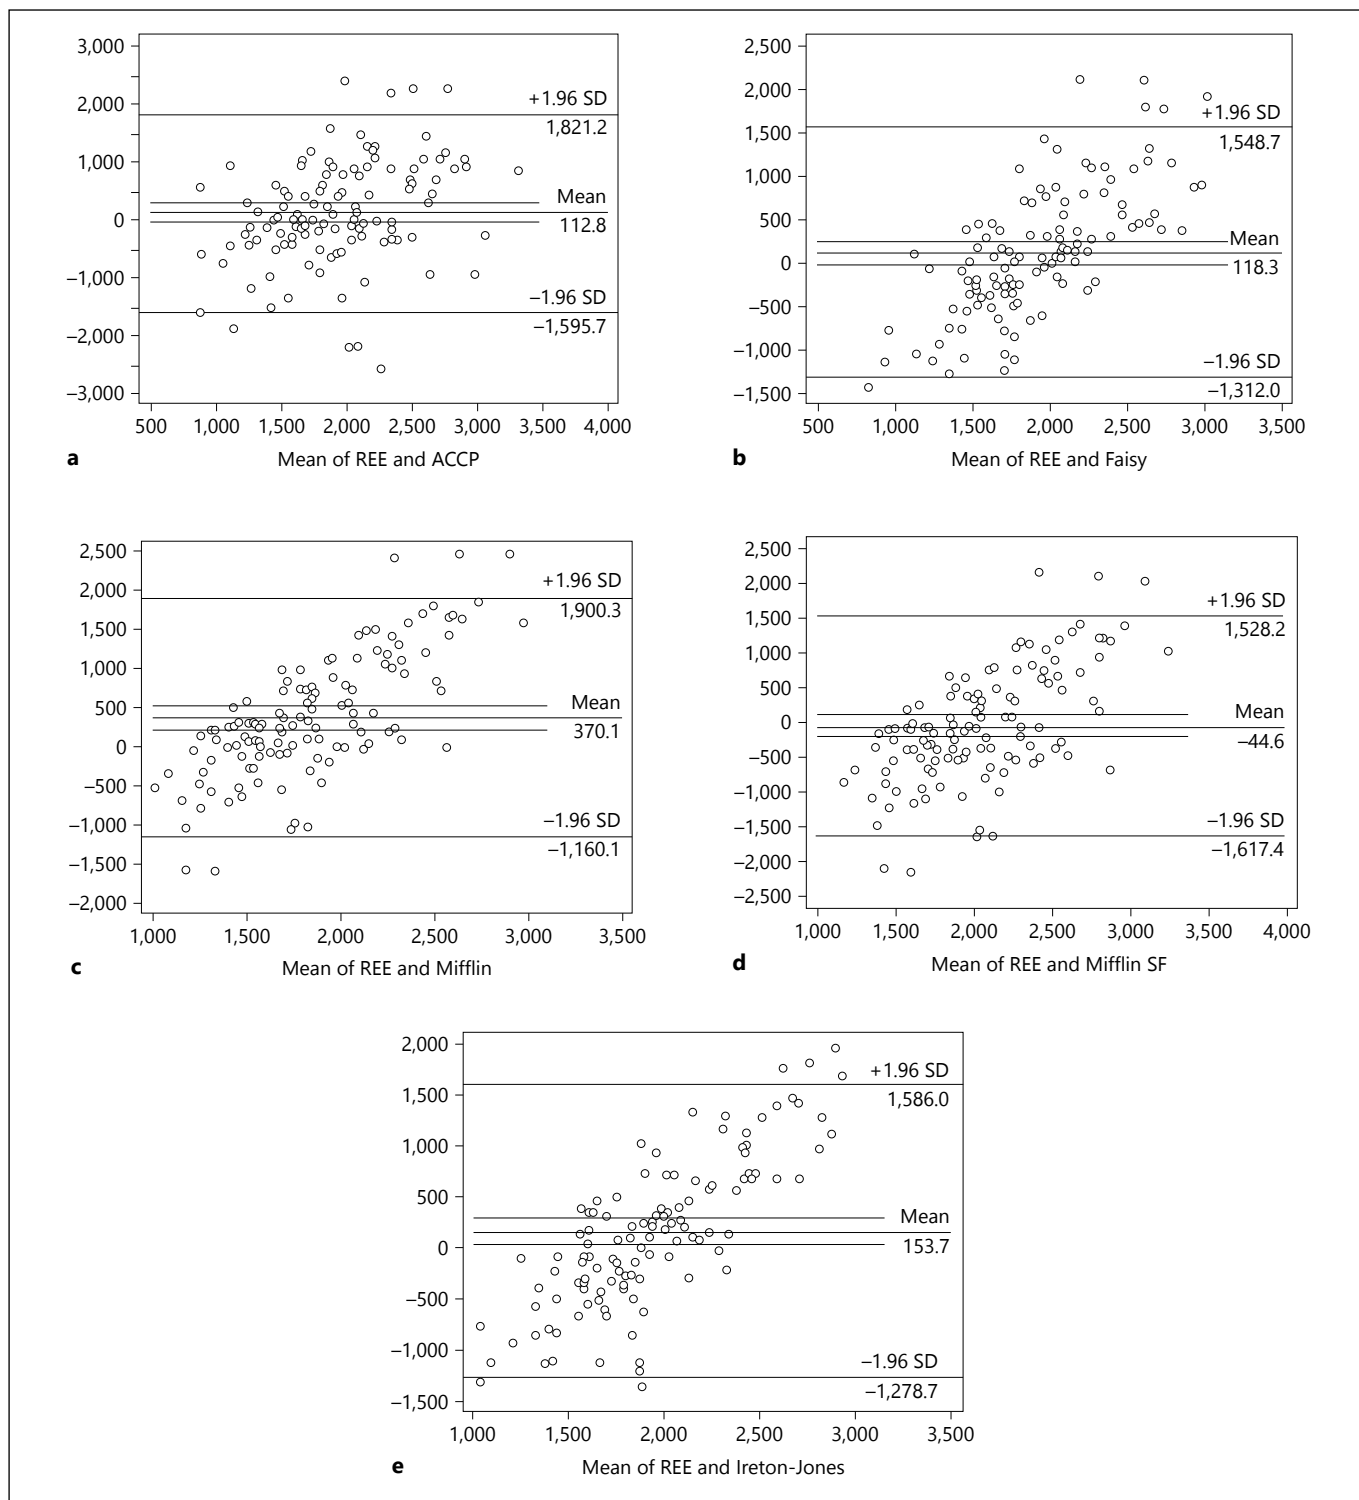 3,000
2,000
1,000
0
−1,000
−2,000
−3,000
+1.96 SD
1,821.2
Mean
112.8
−1.96 SD
−1,595.7
500 1,000 1,500 2,000 2,500 3,000 3,500 4,000
a Mean of REE and ACCP
2,500
2,000
1,500
1,000
500
0
−500
−1,000
−1,500
+1.96 SD
1,548.7
Mean
118.3
−1.96 SD
−1,312.0
500 1,000 1,500 2,000 2,500 3,000 3,500
b Mean of REE and Faisy
2,500
2,000
1,500
1,000
500
0
−500
−1,000
−1,500
−2,000
+1.96 SD
1,900.3
Mean
370.1
−1.96 SD
−1,160.1
1,000 1,500 2,000 2,500 3,000 3,500
c Mean of REE and Mifflin
2,500
2,000
1,500
1,000
500
0
−500
−1,000
−1,500
−2,000
−2,500
+1.96 SD
1,528.2
Mean
−44.6
−1.96 SD
−1,617.4
1,000 1,500 2,000 2,500 3,000 3,500 4,000
d Mean of REE and Mifflin SF
2,000
1,500
1,000
500
0
−500
−1,000
−1,500
+1.96 SD
1,586.0
Mean
153.7
−1.96 SD
−1,278.7
1,000 1,500 2,000 2,500 3,000 3,500
e Mean of REE and Ireton-Jones